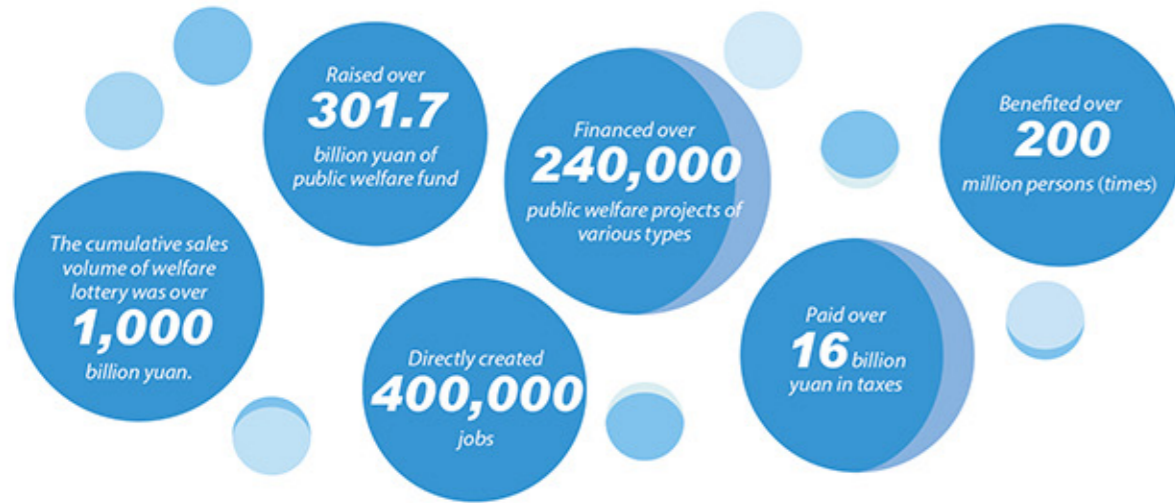 The cumulative sales
volume of welfare
lottery was over
1,000
billion yuan.
Raised over
301.7
billion yuan of
public welfare fund
Directly created
400,000
jobs
Financed over
240,000
public welfare projects of
various types
Paid over
16 billion
yuan in taxes
Benefited over
200
million persons (times)